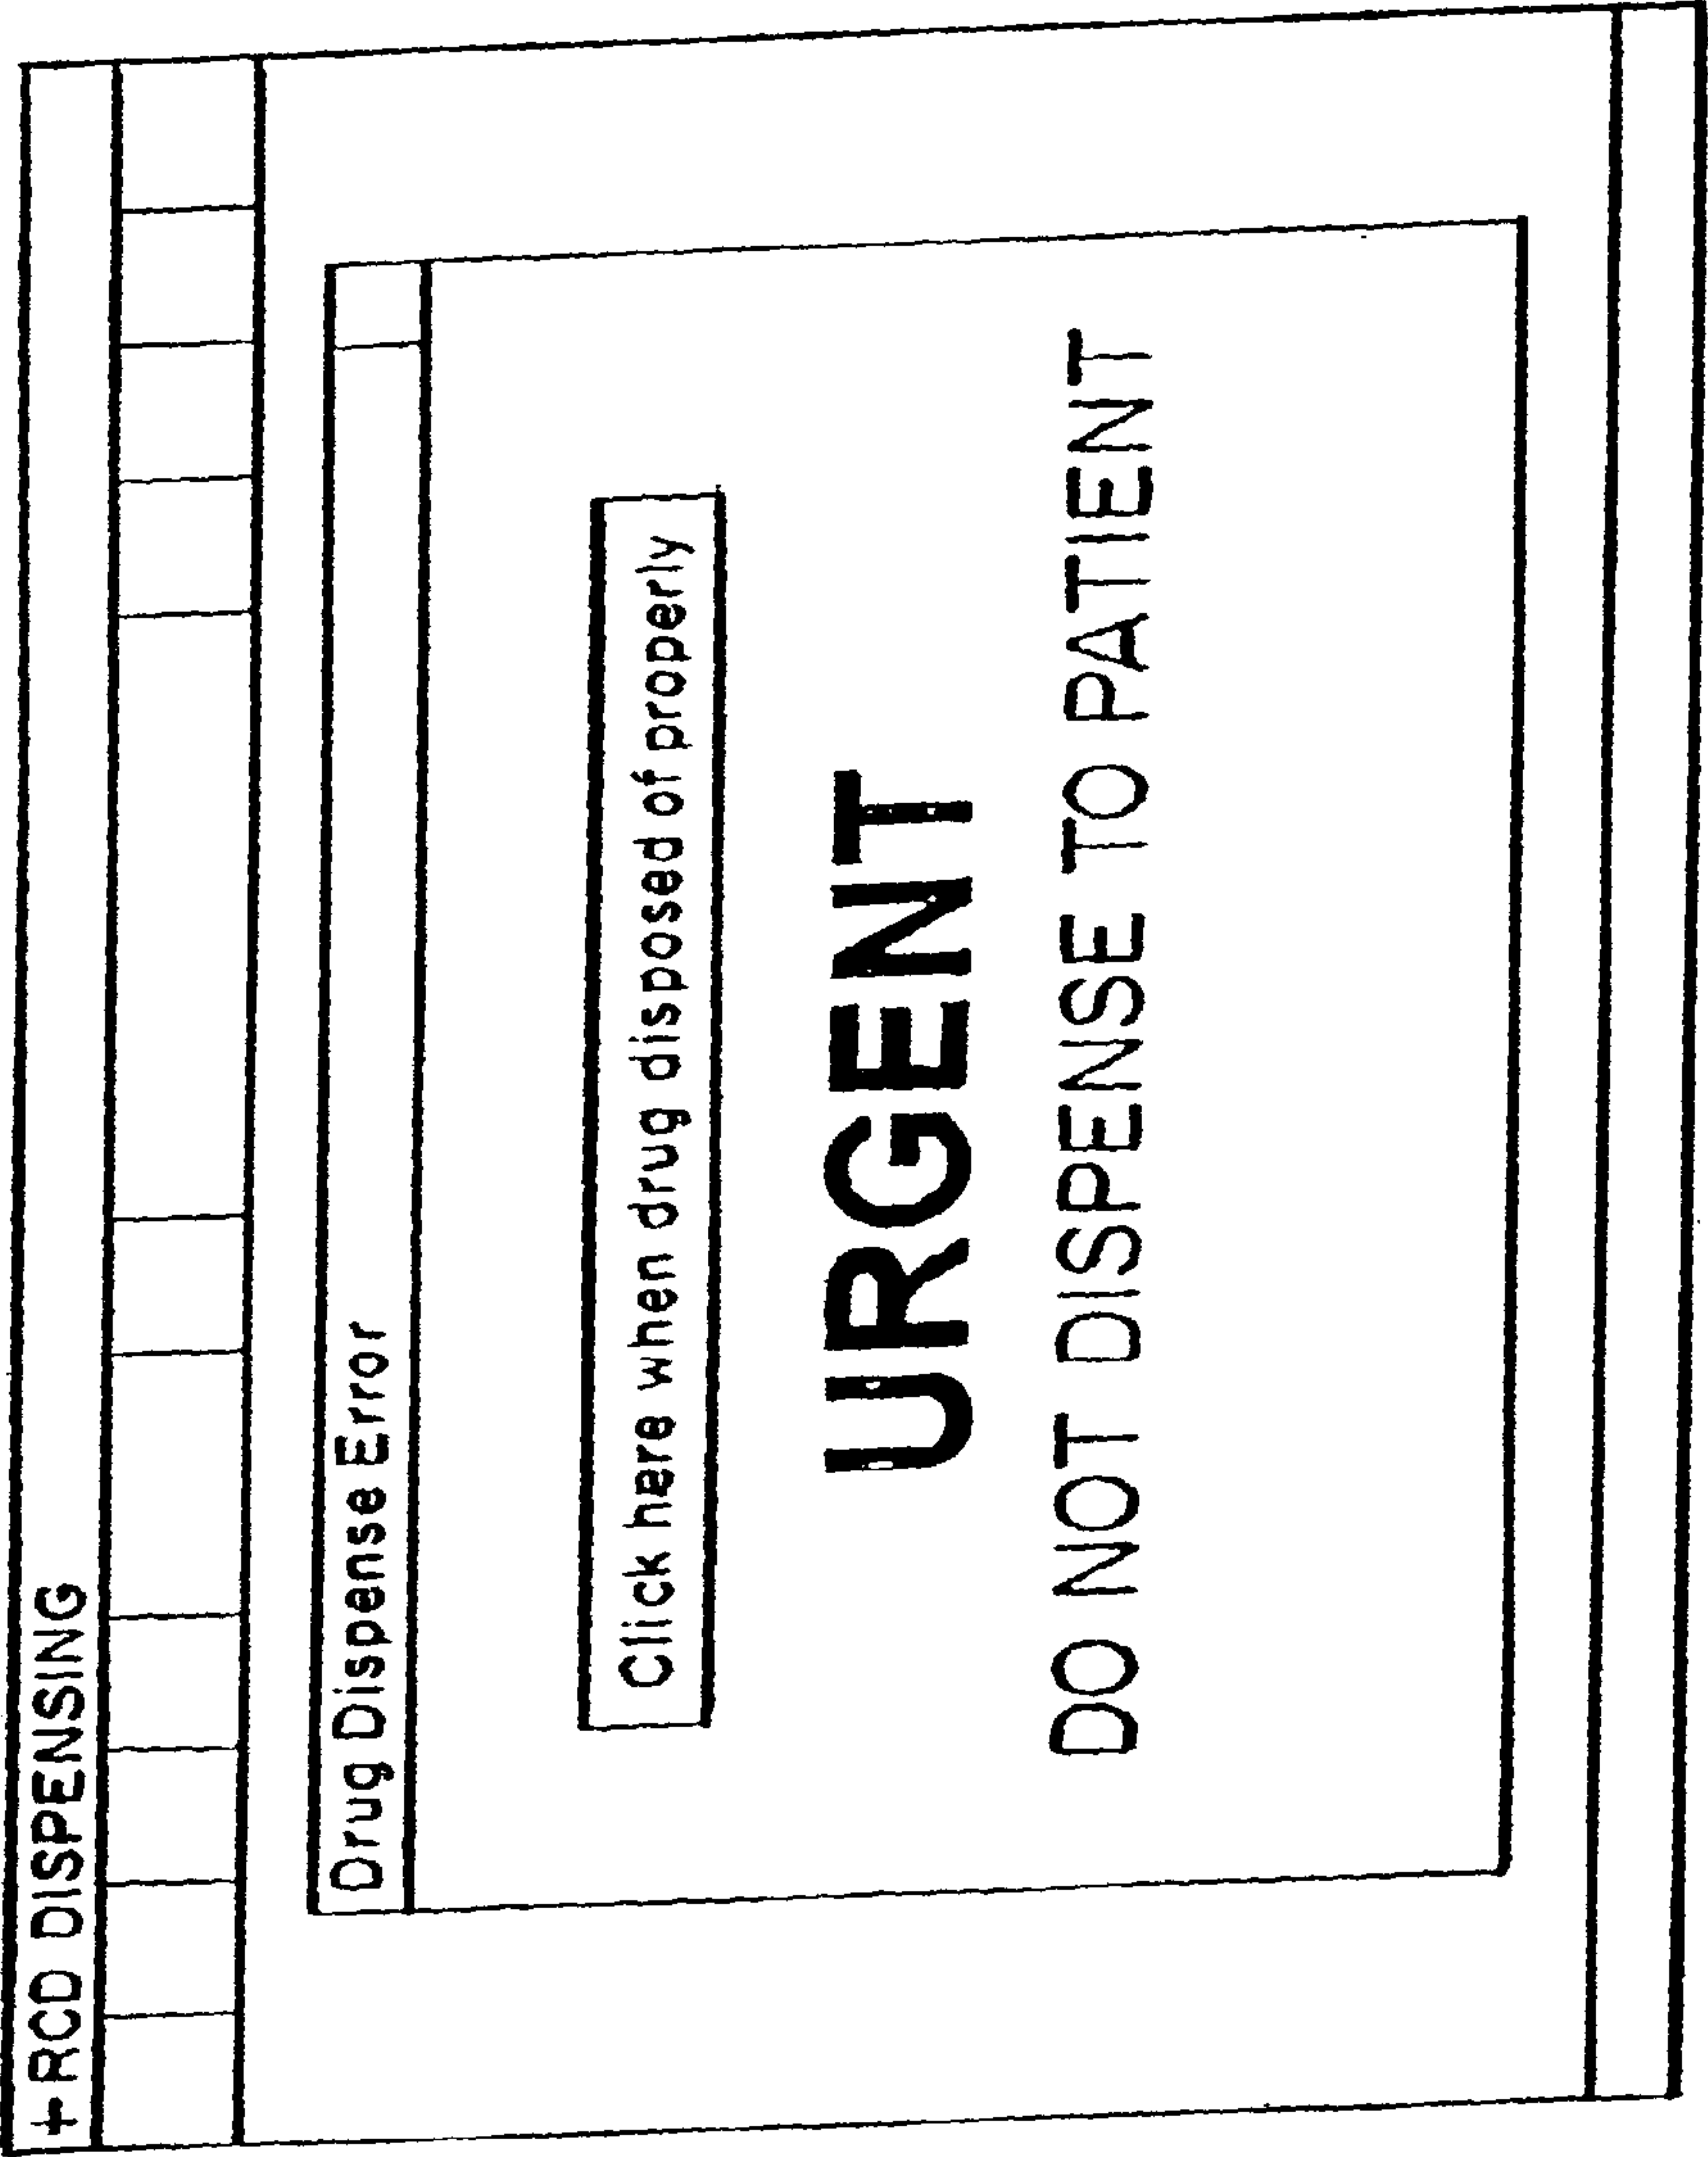 +RCD DISPENSING
Drug Dispense Error
Click here when drug disposed of properly
URGENT
DO NOT DISPENSE TO PATIENT